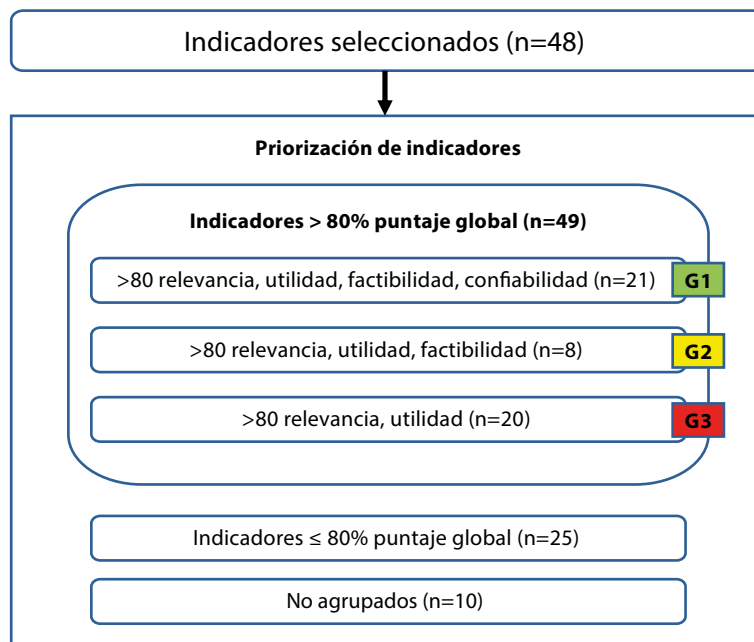 Indicadores seleccionados (n=48)
Priorización de indicadores
Indicadores > 80% puntaje global (n=49)
>80 relevancia, utilidad, factibilidad, confiabilidad (n=21)
G1
>80 relevancia, utilidad, factibilidad (n=8)
G2
>80 relevancia, utilidad (n=20)
G3
Indicadores ≤ 80% puntaje global (n=25)
No agrupados (n=10)